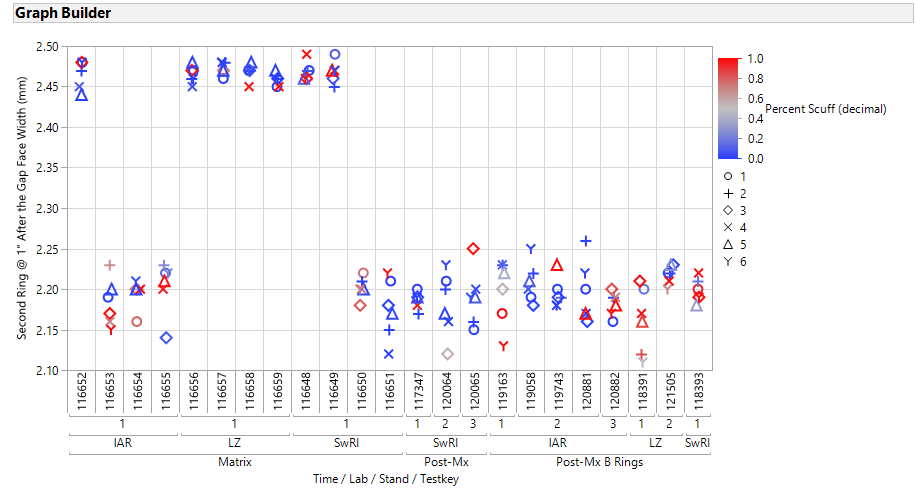 Graph Builder
Second Ring @ 1" After the Gap Face Width (mm)
2.50
2.45
2.40
2.35
2.30
2.25
2.20
2.15
2.10
116652 116653 116654 116655 116656 116657 116658 116659 116648 116649 116650 116651 117347 120064 120065 119163 119058 119743 120881 120882 118391 121505 118393
1 1 1 1 2 3 1 2 3 1 2 1
IAR LZ SwRI SwRI IAR LZ SwRI
Matrix Post-Mx Post-Mx B Rings
Time / Lab / Stand / Testkey
1.0
0.8
0.6
0.4
0.2
0.0
Percent Scuff (decimal)
1
2
3
4
5
6